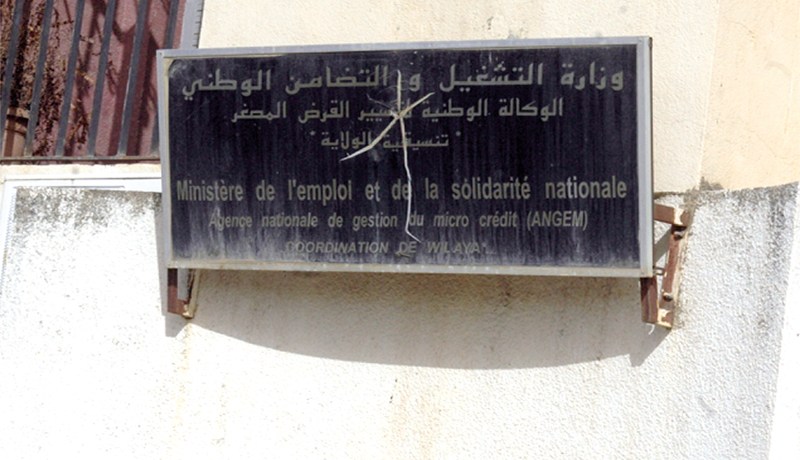 وزارة التشغيل و التضامن الوطني
الوكالة الوطنية لتسيير القرض المصغر
" تنسيقية الولاية "
Ministère de l'emploi et de la solidarité nationale
Agence nationale de gestion du micro crédit (ANGEM)
"COORDINATION DE WILAYA"